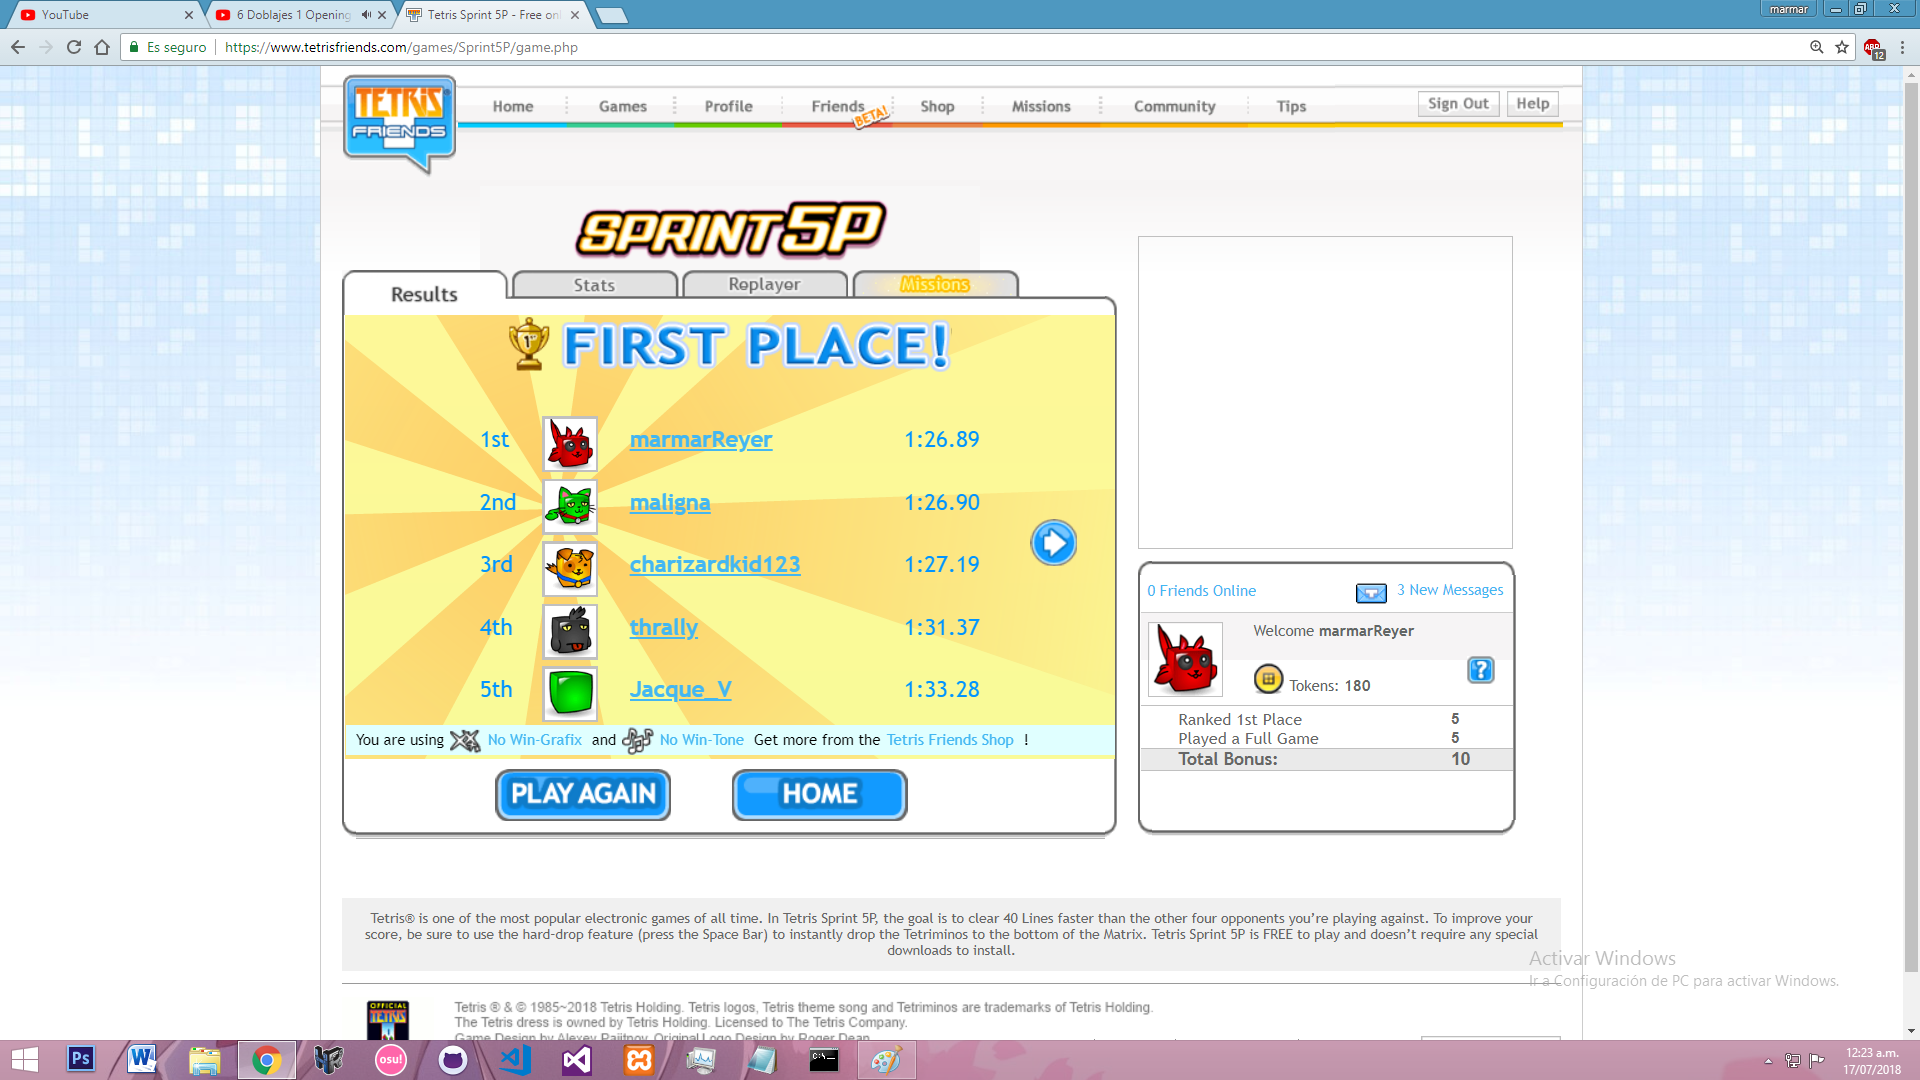 YouTube
6 Doblajes 1 Opening
Tetris Sprint 5P - Free onl
marmar
Es seguro
https://www.tetrisfriends.com/games/Sprint5P/game.php
ABP
12
TETRIS
FRIENDS
Home
Games
Profile
Friends
BETA!
Shop
Missions
Community
Tips
Sign Out
Help
SPRINT 5P
Results
Stats
Replayer
Missions
1st
FIRST PLACE!
1st marmarReyer 1:26.89
2nd maligna 1:26.90
3rd charizardkid123 1:27.19
4th thrally 1:31.37
5th Jacque_V 1:33.28
You are using No Win-Grafix and No Win-Tone Get more from the Tetris Friends Shop !
PLAY AGAIN
HOME
0 Friends Online
3 New Messages
Welcome marmarReyer
Tokens: 180
?
Ranked 1st Place 5
Played a Full Game 5
Total Bonus: 10
Tetris® is one of the most popular electronic games of all time. In Tetris Sprint 5P, the goal is to clear 40 Lines faster than the other four opponents you're playing against. To improve your
score, be sure to use the hard-drop feature (press the Space Bar) to instantly drop the Tetriminos to the bottom of the Matrix. Tetris Sprint 5P is FREE to play and doesn't require any special
downloads to install.
Activar Windows
Ir a Configuración de PC para activar Windows.
OFFICIAL
TETRIS
Tetris ® & © 1985~2018 Tetris Holding. Tetris logos, Tetris theme song and Tetriminos are trademarks of Tetris Holding.
The Tetris dress is owned by Tetris Holding. Licensed to The Tetris Company.
Game Design by Alexey Pajitnov. Original Logo Design by Roger Dean.
Ps
W
osu!
C:\
12:23 a.m.
17/07/2018